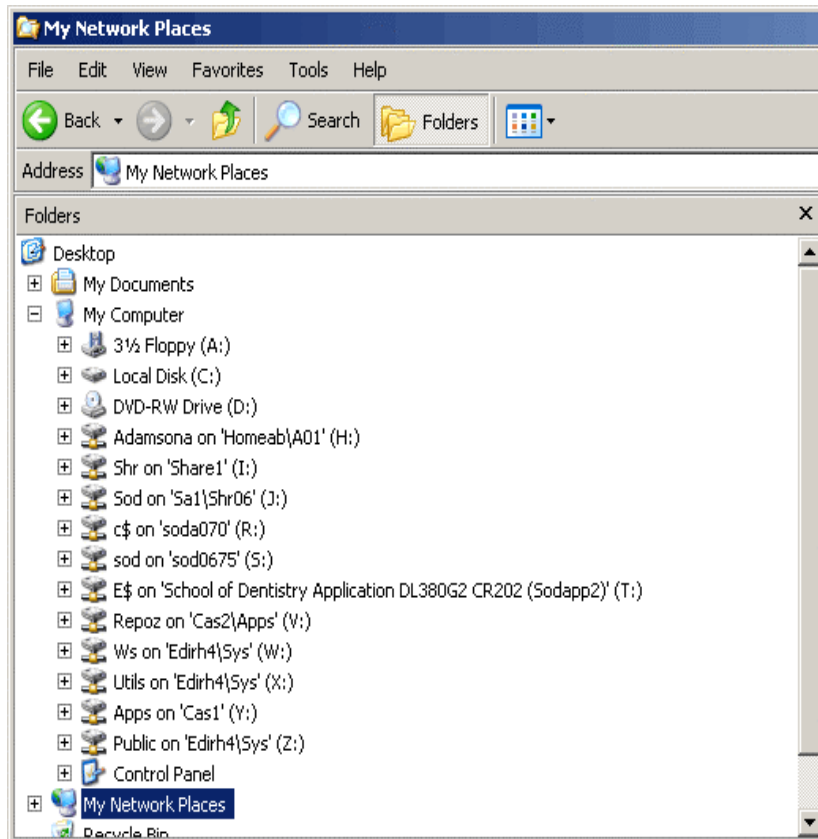 My Network Places
File Edit View Favorites Tools Help
Back Search Folders
Address My Network Places
Folders
Desktop
My Documents
My Computer
3½ Floppy (A:)
Local Disk (C:)
DVD-RW Drive (D:)
Adamsona on 'Homeab\A01' (H:)
Shr on 'Share1' (I:)
Sod on 'Sa1\Shr06' (J:)
c$ on 'soda070' (R:)
sod on 'sod0675' (S:)
E$ on 'School of Dentistry Application DL380G2 CR202 (Sodapp2)' (T:)
Repoz on 'Cas2\Apps' (V:)
Ws on 'Edirh4\Sys' (W:)
Utils on 'Edirh4\Sys' (X:)
Apps on 'Cas1' (Y:)
Public on 'Edirh4\Sys' (Z:)
Control Panel
My Network Places
Recycle Bin